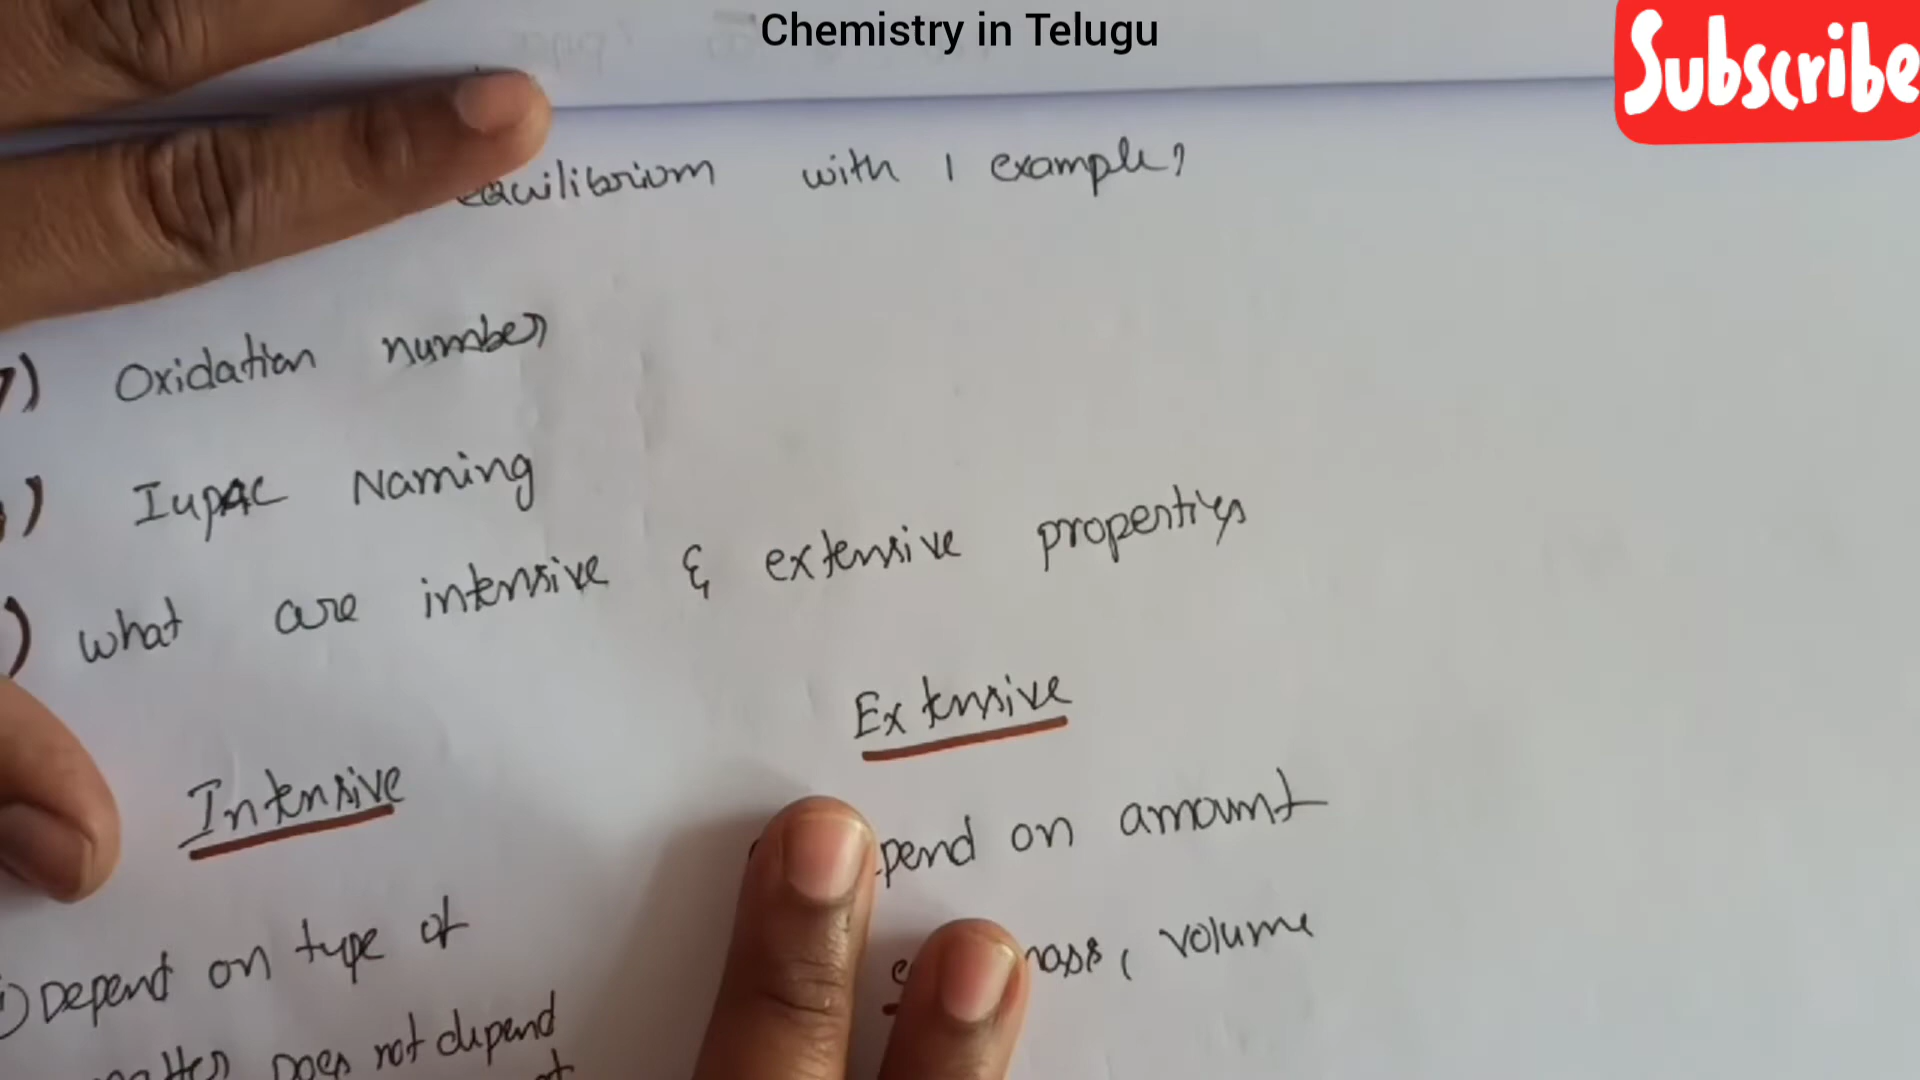 Chemistry in Telugu
Subscribe
equilibrium with 1 example?
7) Oxidation number
) IUPAC Naming
) what are intensive & extensive properties
Intensive
Extensive
pend on amount
mass, volume
i) Depend on type of
matter Does not depend